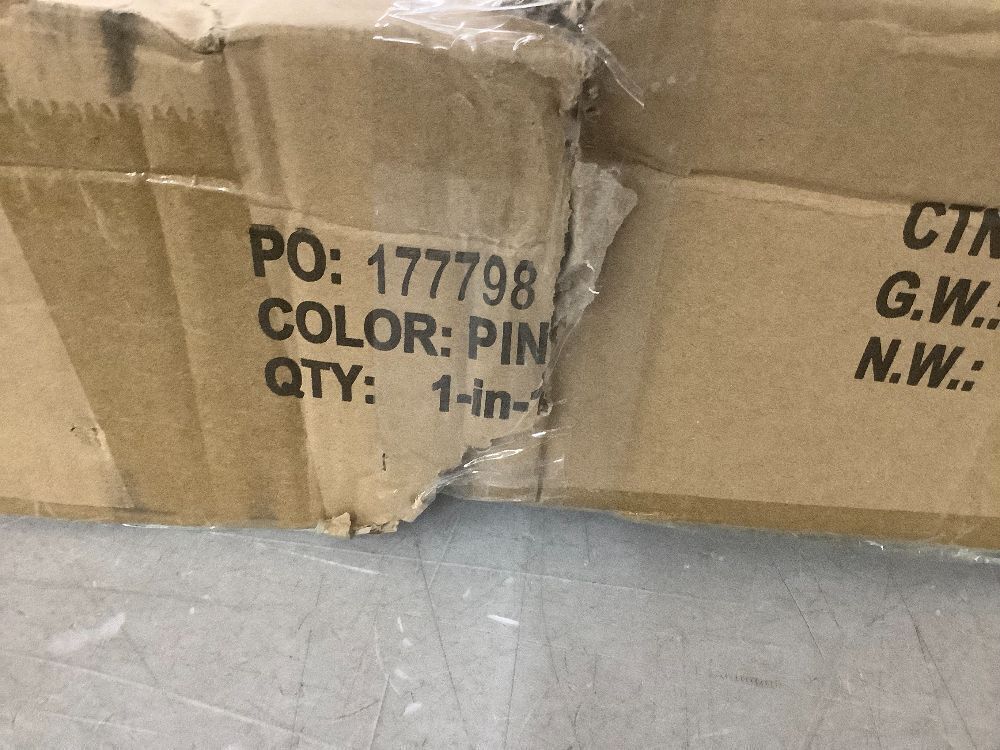 PO: 177798
COLOR: PIN
QTY: 1-in-
CTN
G.W.:
N.W.: